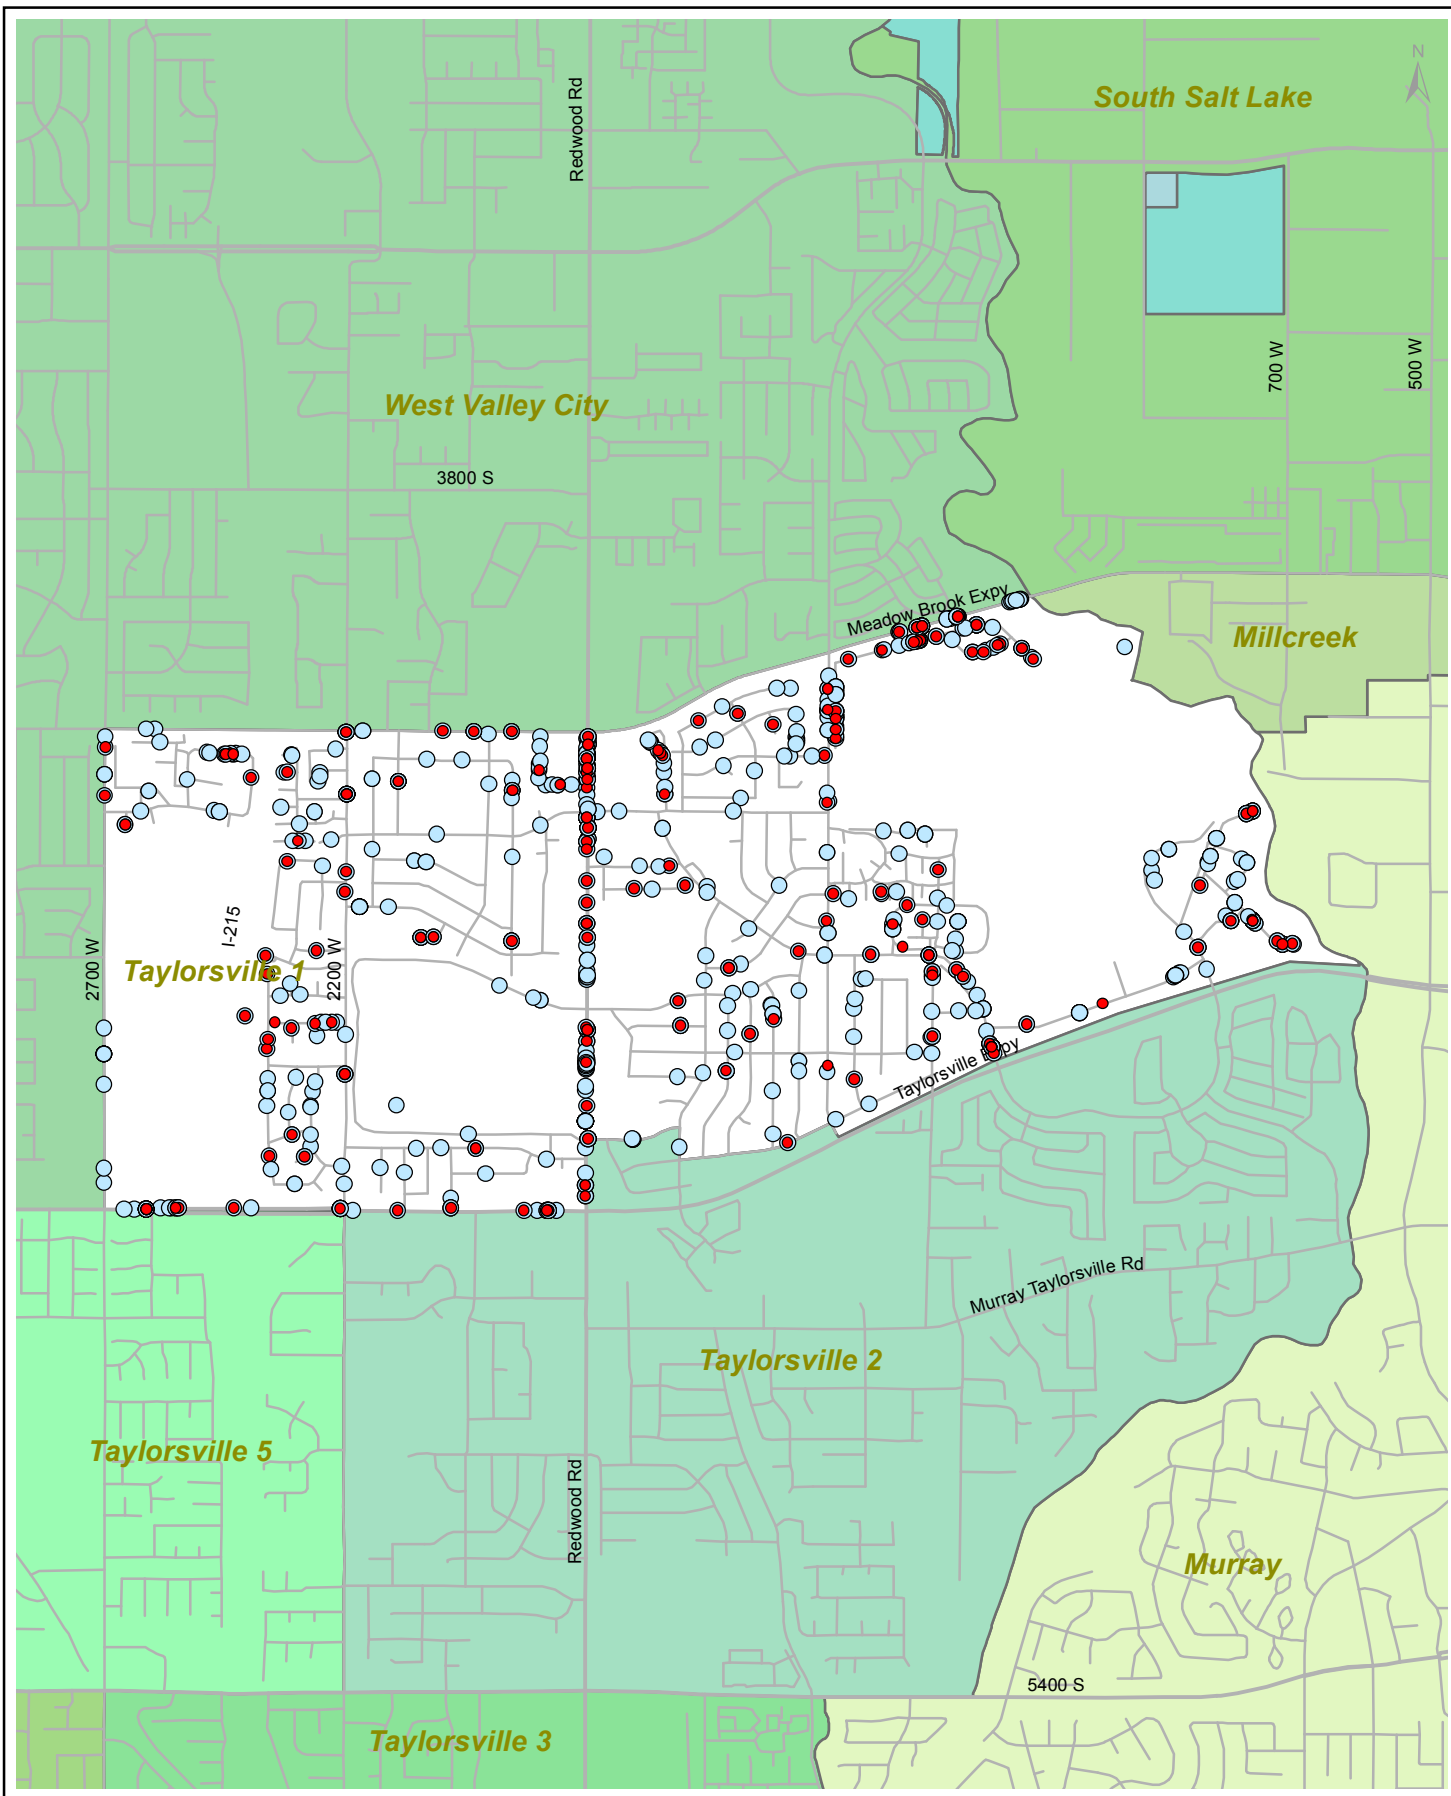 N
South Salt Lake
Redwood Rd
700 W
500 W
West Valley City
3800 S
Meadow Brook Expy
Millcreek
I-215
2700 W
2200 W
Taylorsville 1
Taylorsville Expy
Murray Taylorsville Rd
Taylorsville 2
Taylorsville 5
Redwood Rd
Murray
5400 S
Taylorsville 3